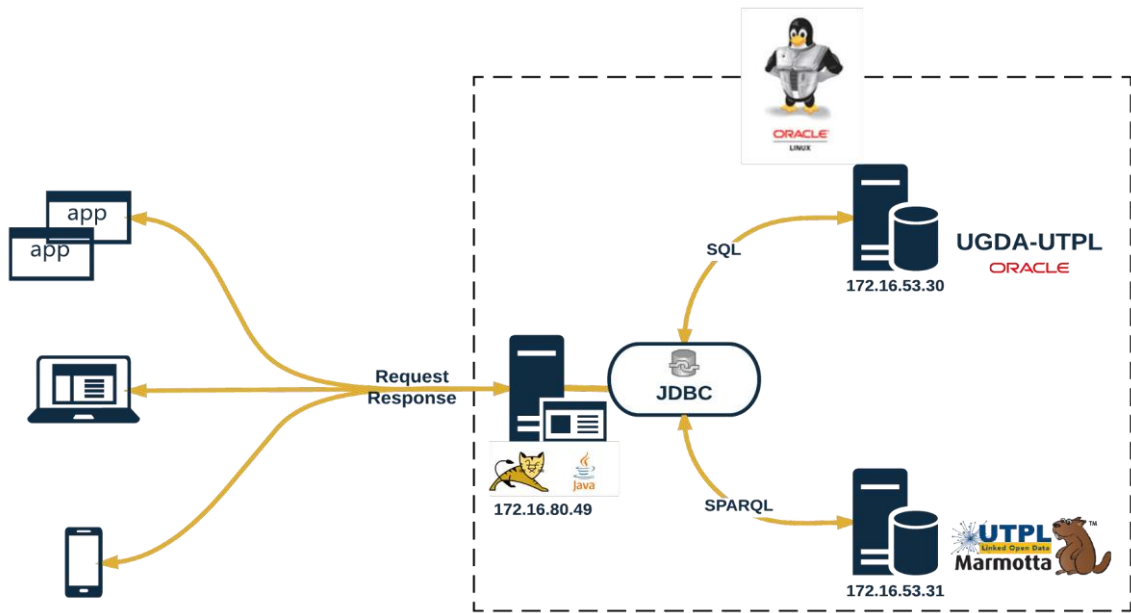 ORACLE
LINUX
app
app
SQL
UGDA-UTPL
ORACLE
172.16.53.30
Request
Response
JDBC
Java
172.16.80.49
SPARQL
UTPL
Linked Open Data
Marmotta
TM
172.16.53.31